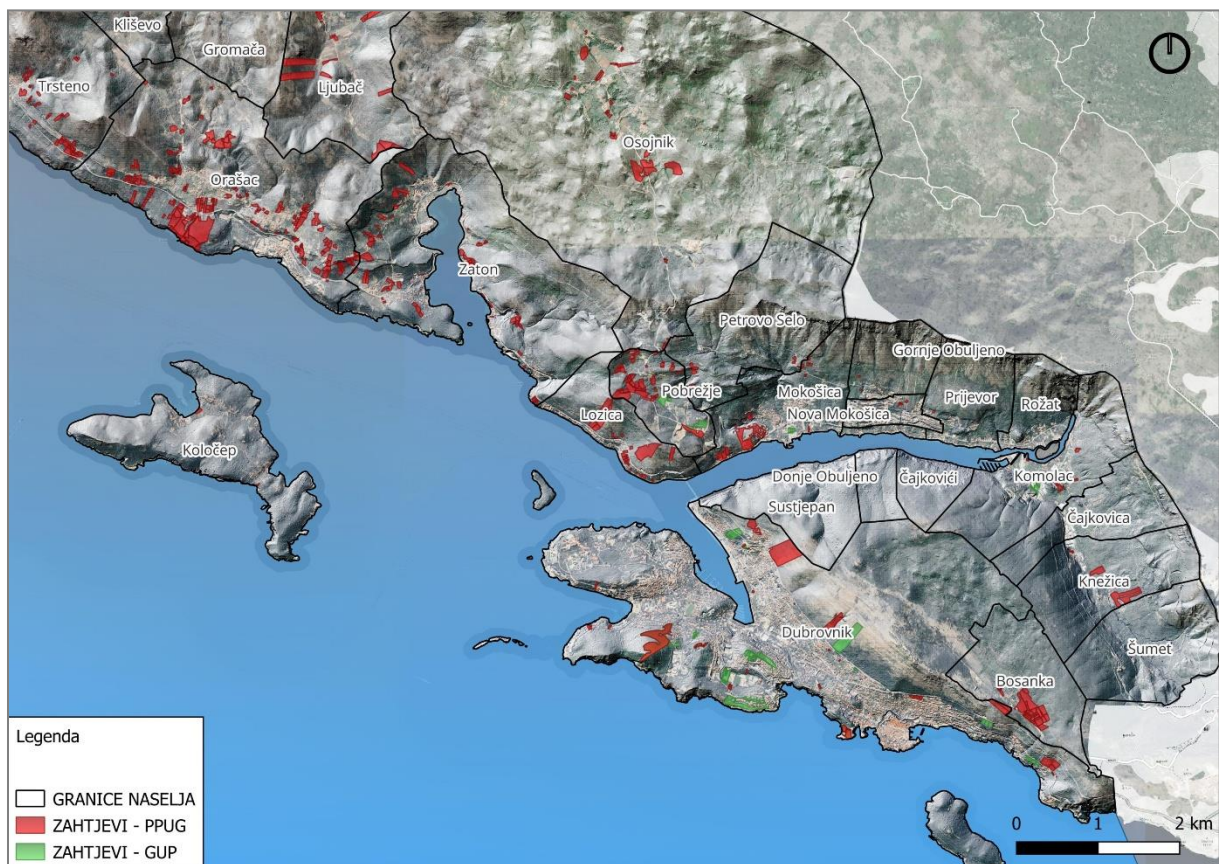 Kliševo
Gromača
Trsteno
Ljubač
Osojnik
Orašac
Zaton
Petrovo Selo
Gornje Obuljeno
Pobrežje
Mokošica
Prijevor
Rožat
Lozica
Nova Mokošica
Koločep
Donje Obuljeno
Čajkovići
Komolac
Sustjepan
Čajkovica
Knežica
Dubrovnik
Šumet
Bosanka
Legenda
GRANICE NASELJA
ZAHTJEVI - PPUG
ZAHTJEVI - GUP
0 1 2 km